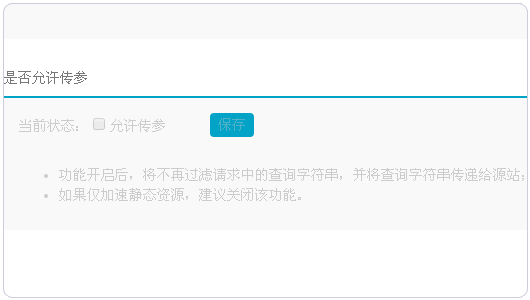 是否允许传参
当前状态： 允许传参 保存
功能开启后，将不再过滤请求中的查询字符串，并将查询字符串传递给源站；
如果仅加速静态资源，建议关闭该功能。